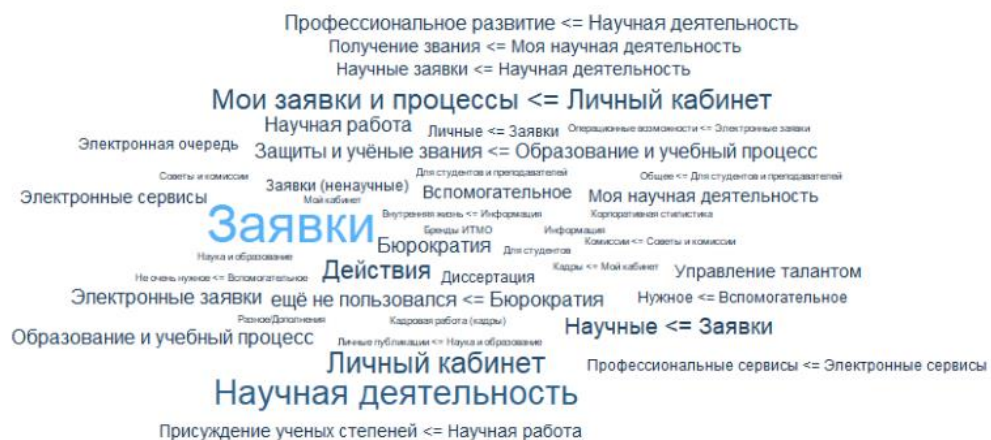 Профессиональное развитие <= Научная деятельность
Получение звания <= Моя научная деятельность
Научные заявки <= Научная деятельность
Мои заявки и процессы <= Личный кабинет
Научная работа
Личные <= Заявки
Операционные возможности <= Электронные заявки
Электронная очередь
Защиты и учёные звания <= Образование и учебный процесс
Советы и комиссии
Для студентов и преподавателей
Общее <= Для студентов и преподавателей
Электронные сервисы
Заявки (ненаучные)
Мой кабинет
Вспомогательное
Моя научная деятельность
Заявки
Внутренняя жизнь <= Информация
Корпоративная стилистика
Бренды ИТМО
Информация
Бюрократия
Для студентов
Комиссии <= Советы и комиссии
Наука и образование
Не очень нужное <= Вспомогательное
Действия
Диссертация
Кадры <= Мой кабинет
Управление талантом
Электронные заявки
ещё не пользовался <= Бюрократия
Нужное <= Вспомогательное
Разное/Дополнения
Кадровая работа (кадры)
Научные <= Заявки
Образование и учебный процесс
Личные публикации <= Наука и образование
Личный кабинет
Профессиональные сервисы <= Электронные сервисы
Научная деятельность
Присуждение ученых степеней <= Научная работа